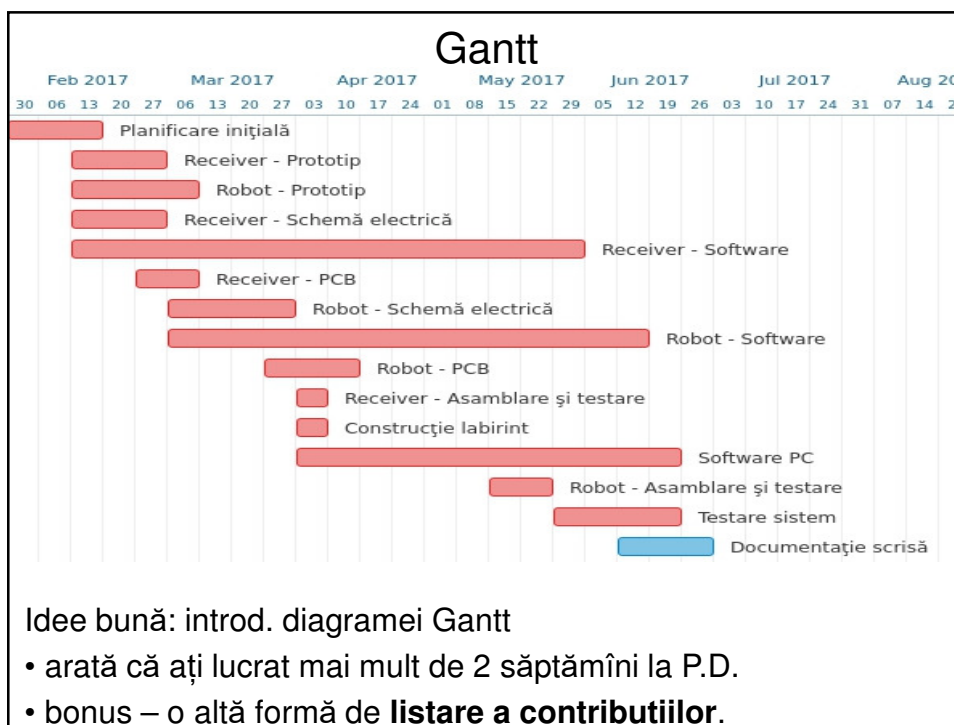 Gantt
Feb 2017 Mar 2017 Apr 2017 May 2017 Jun 2017 Jul 2017 Aug 20
30 06 13 20 27 06 13 20 27 03 10 17 24 01 08 15 22 29 05 12 19 26 03 10 17 24 31 07 14 2
Planificare iniţială
Receiver - Prototip
Robot - Prototip
Receiver - Schemă electrică
Receiver - Software
Receiver - PCB
Robot - Schemă electrică
Robot - Software
Robot - PCB
Receiver - Asamblare şi testare
Construcţie labirint
Software PC
Robot - Asamblare şi testare
Testare sistem
Documentaţie scrisă
Idee bună: introd. diagramei Gantt
• arată că ați lucrat mai mult de 2 săptămîni la P.D.
• bonus – o altă formă de listare a contribuțiilor.